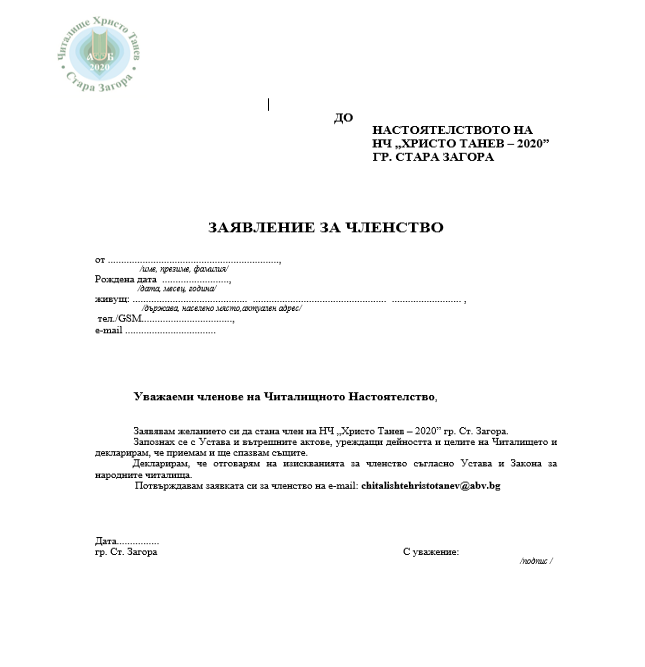 Читалище Христо Танев
А Б
2020
• Стара Загора •
ДО
НАСТОЯТЕЛСТВОТО НА
НЧ „ХРИСТО ТАНЕВ – 2020”
ГР. СТАРА ЗАГОРА
ЗАЯВЛЕНИЕ ЗА ЧЛЕНСТВО
от ..................................................................,
/име, презиме, фамилия/
Рождена дата ..........................,
/дата, месец, година/
живущ: ............................................ .................................................... ........................... ,
/държава, населено място,актуален адрес/
тел./GSM...................................,
e-mail ...................................
Уважаеми членове на Читалищното Настоятелство,
Заявявам желанието си да стана член на НЧ „Христо Танев – 2020” гр. Ст. Загора.
Запознах се с Устава и вътрешните актове, уреждащи дейността и целите на Читалището и
декларирам, че приемам и ще спазвам същите.
Декларирам, че отговарям на изискванията за членство съгласно Устава и Закона за
народните читалища.
Потвърждавам заявката си за членство на e-mail: chitalishtehristotanev@abv.bg
Дата................
гр. Ст. Загора С уважение:
/подпис /